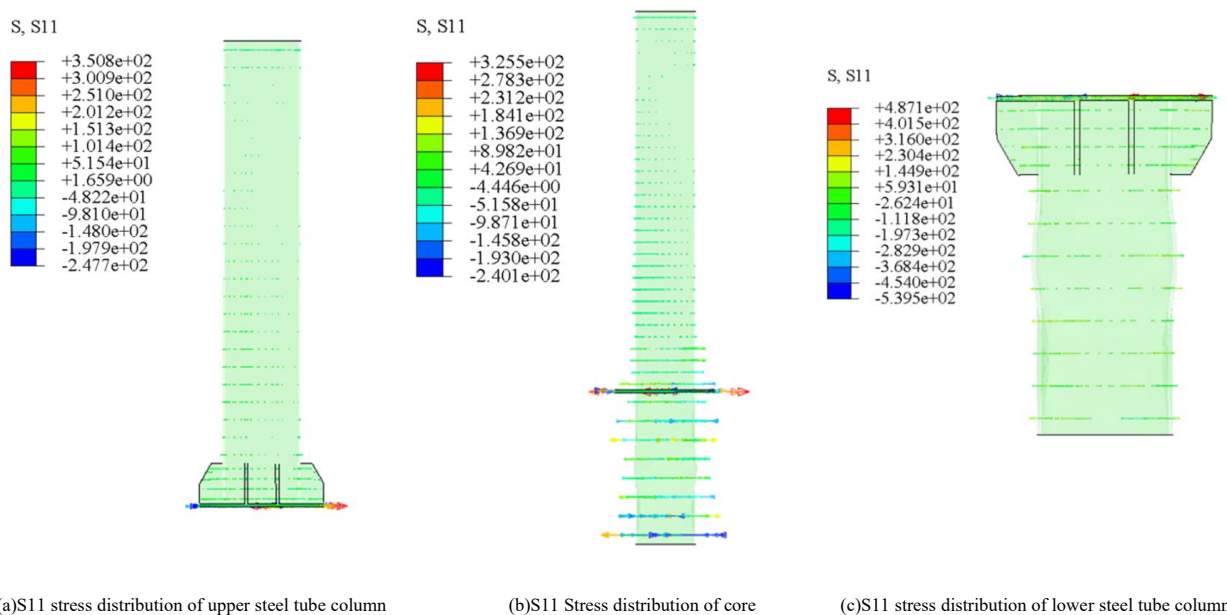 S, S11
+3.508e+02
+3.009e+02
+2.510e+02
+2.012e+02
+1.513e+02
+1.014e+02
+5.154e+01
+1.659e+00
-4.822e+01
-9.810e+01
-1.480e+02
-1.979e+02
-2.477e+02
S, S11
+3.255e+02
+2.783e+02
+2.312e+02
+1.841e+02
+1.369e+02
+8.982e+01
+4.269e+01
-4.446e+00
-5.158e+01
-9.871e+01
-1.458e+02
-1.930e+02
-2.401e+02
S, S11
+4.871e+02
+4.015e+02
+3.160e+02
+2.304e+02
+1.449e+02
+5.931e+01
-2.624e+01
-1.118e+02
-1.973e+02
-2.829e+02
-3.684e+02
-4.540e+02
-5.395e+02
(a)S11 stress distribution of upper steel tube column
(b)S11 Stress distribution of core
(c)S11 stress distribution of lower steel tube column